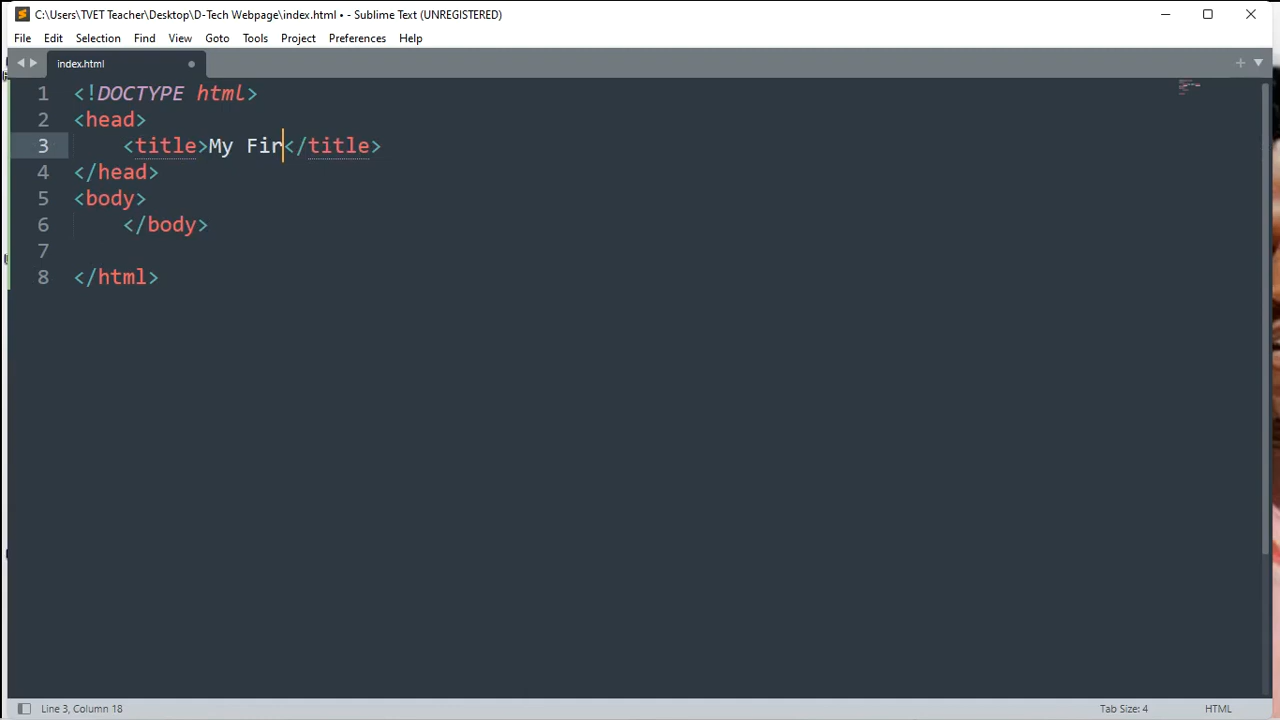 C:\Users\TVET Teacher\Desktop\D-Tech Webpage\index.html • - Sublime Text (UNREGISTERED)
File Edit Selection Find View Goto Tools Project Preferences Help
index.html
1 <!DOCTYPE html>
2 <head>
3 <title>My Fir</title>
4 </head>
5 <body>
6 </body>
7
8 </html>
Line 3, Column 18 Tab Size: 4 HTML